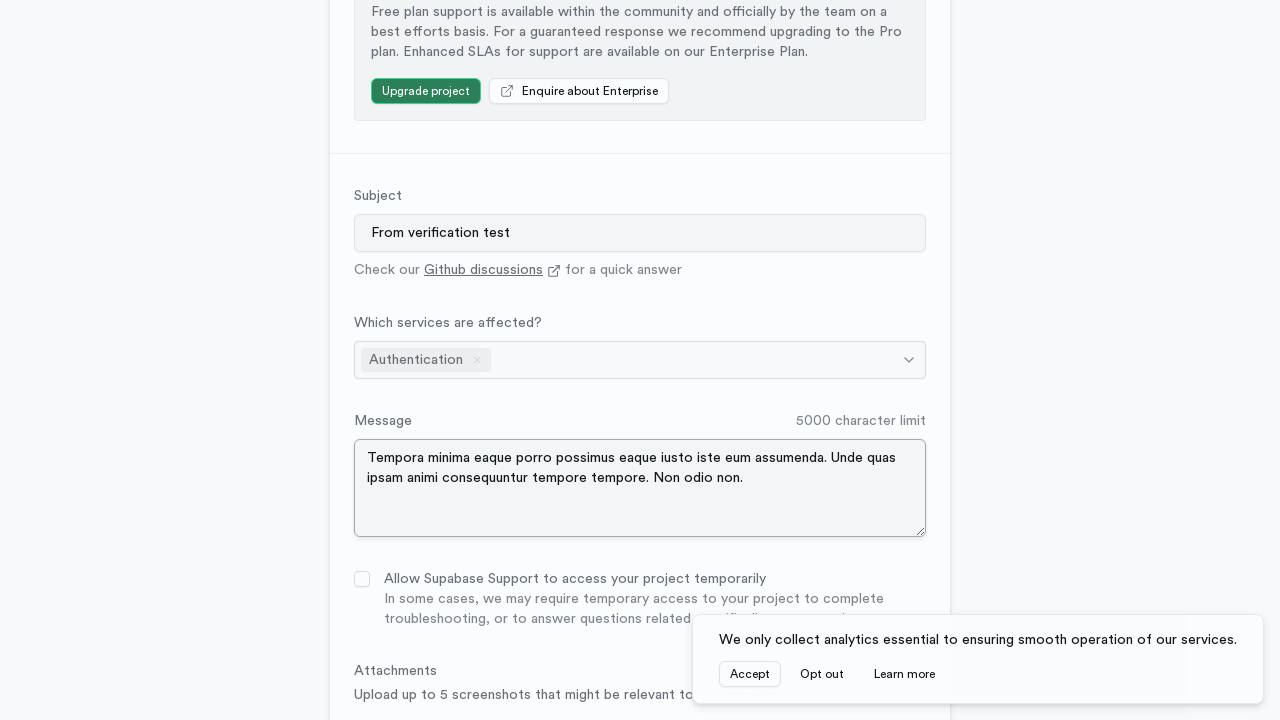 Free plan support is available within the community and officially by the team on a
best efforts basis. For a guaranteed response we recommend upgrading to the Pro
plan. Enhanced SLAs for support are available on our Enterprise Plan.
Upgrade project
Enquire about Enterprise
Subject
From verification test
Check our Github discussions for a quick answer
Which services are affected?
Authentication
Message
5000 character limit
Tempora minima eaque porro possimus eaque iusto iste eum assumenda. Unde quas
ipsam animi consequuntur tempore tempore. Non odio non.
Allow Supabase Support to access your project temporarily
In some cases, we may require temporary access to your project to complete
troubleshooting, or to answer questions related
Attachments
Upload up to 5 screenshots that might be relevant to
We only collect analytics essential to ensuring smooth operation of our services.
Accept
Opt out
Learn more